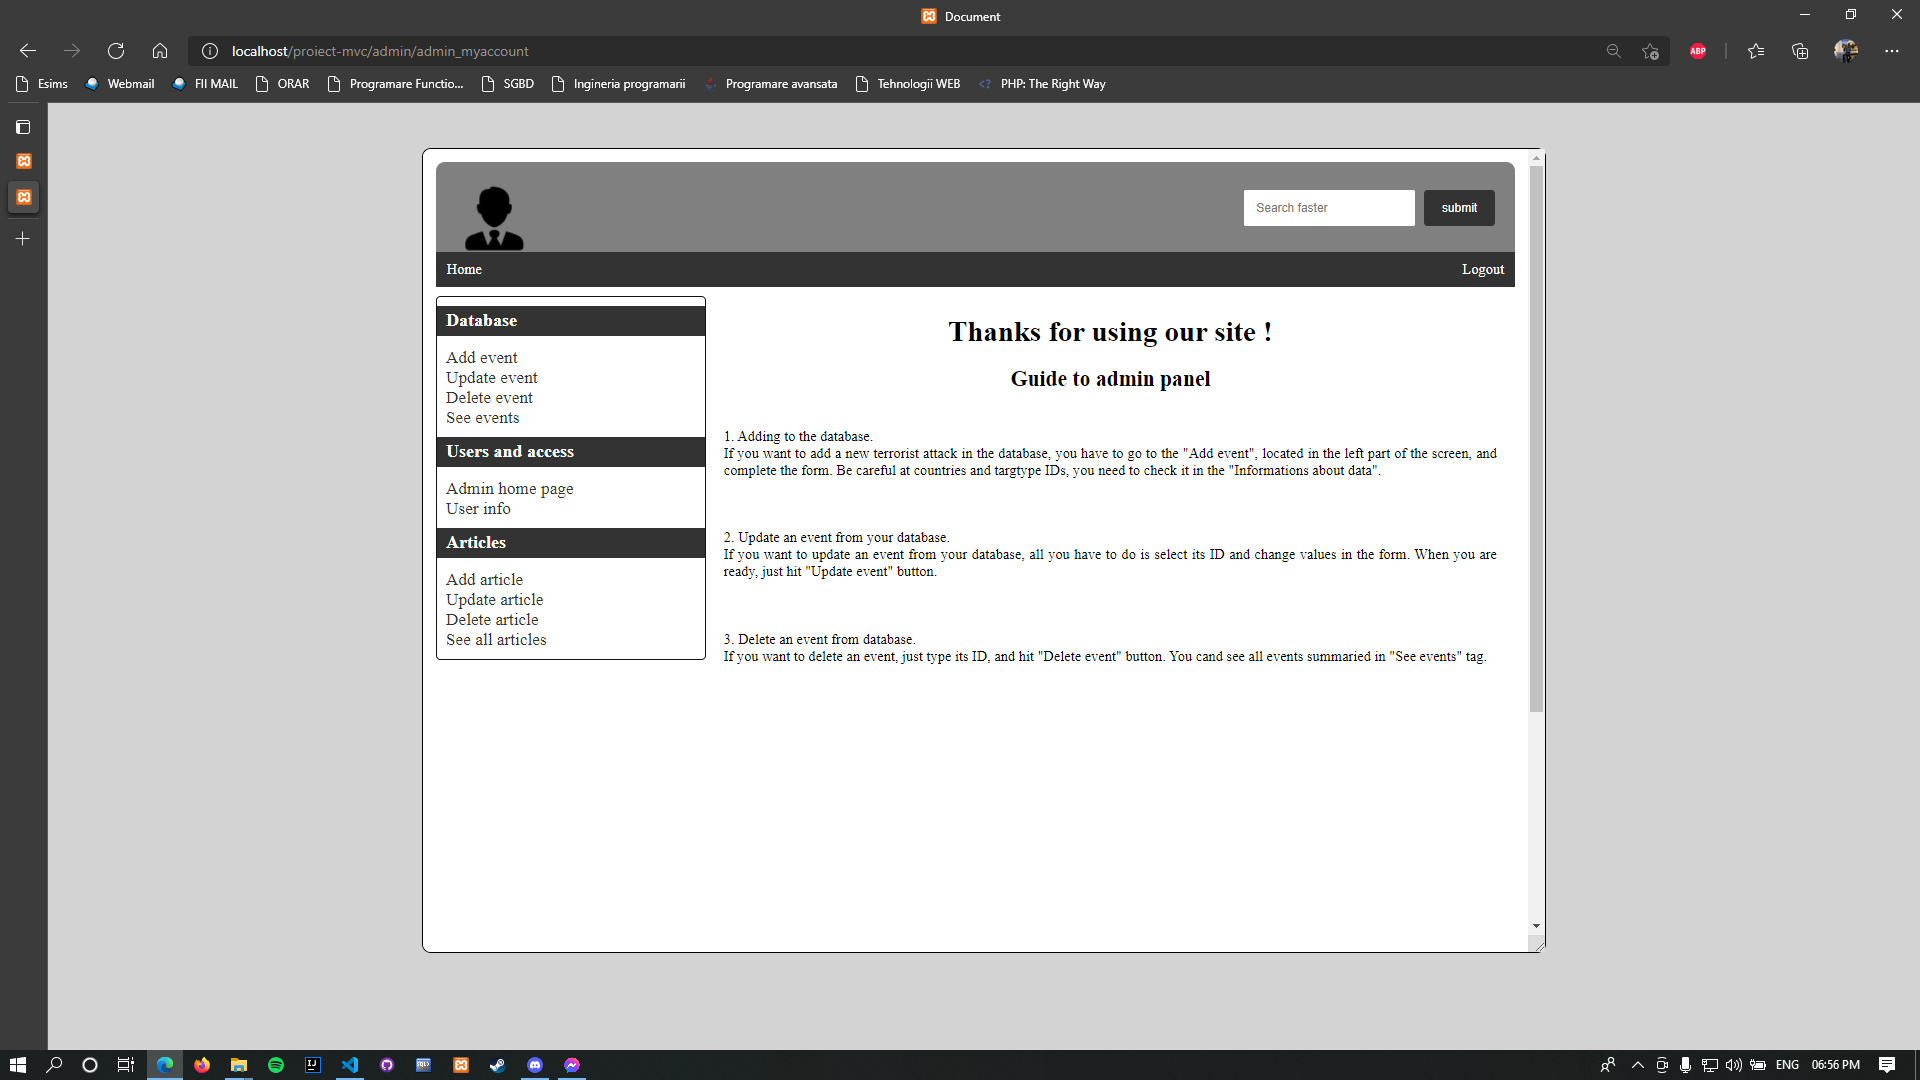 Document
localhost/proiect-mvc/admin/admin_myaccount
ABP
Esims
Webmail
FII MAIL
ORAR
Programare Functio...
SGBD
Ingineria programarii
Programare avansata
Tehnologii WEB
PHP: The Right Way
Search faster
submit
Home
Logout
Database
Add event
Update event
Delete event
See events
Users and access
Admin home page
User info
Articles
Add article
Update article
Delete article
See all articles
Thanks for using our site !
Guide to admin panel
1. Adding to the database.
If you want to add a new terrorist attack in the database, you have to go to the "Add event", located in the left part of the screen, and
complete the form. Be careful at countries and targtype IDs, you need to check it in the "Informations about data".
2. Update an event from your database.
If you want to update an event from your database, all you have to do is select its ID and change values in the form. When you are
ready, just hit "Update event" button.
3. Delete an event from database.
If you want to delete an event, just type its ID, and hit "Delete event" button. You cand see all events summaried in "See events" tag.
ENG
06:56 PM